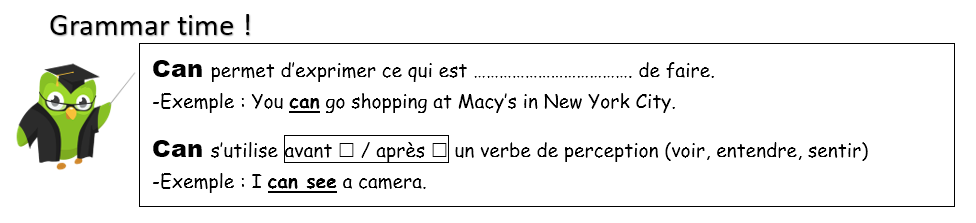 Grammar time !
Can permet d’exprimer ce qui est ………………………………. de faire.
-Exemple : You can go shopping at Macy’s in New York City.
Can s’utilise avant ☐ / après ☐ un verbe de perception (voir, entendre, sentir)
-Exemple : I can see a camera.